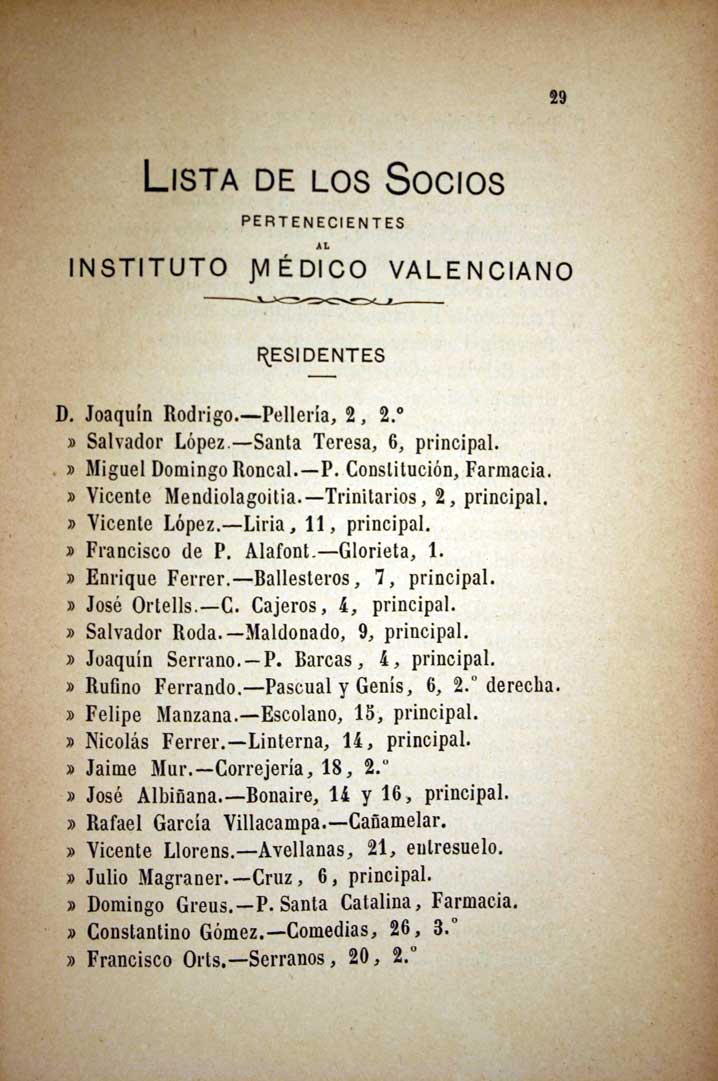 29
LISTA DE LOS SOCIOS
PERTENECIENTES
AL
INSTITUTO MÉDICO VALENCIANO
RESIDENTES
D. Joaquín Rodrigo.—Pellería, 2, 2.º
» Salvador López.—Santa Teresa, 6, principal.
» Miguel Domingo Roncal.—P. Constitución, Farmacia.
» Vicente Mendiolagoitia.—Trinitarios, 2, principal.
» Vicente López.—Liria, 11, principal.
» Francisco de P. Alafont.—Glorieta, 1.
» Enrique Ferrer.—Ballesteros, 7, principal.
» José Ortells.—C. Cajeros, 4, principal.
» Salvador Roda.—Maldonado, 9, principal.
» Joaquín Serrano.—P. Barcas, 4, principal.
» Rufino Ferrando.—Pascual y Genís, 6, 2.º derecha.
» Felipe Manzana.—Escolano, 15, principal.
» Nicolás Ferrer.—Linterna, 14, principal.
» Jaime Mur.—Correjería, 18, 2.º
» José Albiñana.—Bonaire, 14 y 16, principal.
» Rafael García Villacampa.—Cañamelar.
» Vicente Llorens.—Avellanas, 21, entresuelo.
» Julio Magraner.—Cruz, 6, principal.
» Domingo Greus.—P. Santa Catalina, Farmacia.
» Constantino Gómez.—Comedias, 26, 3.º
» Francisco Orts.—Serranos, 20, 2.º